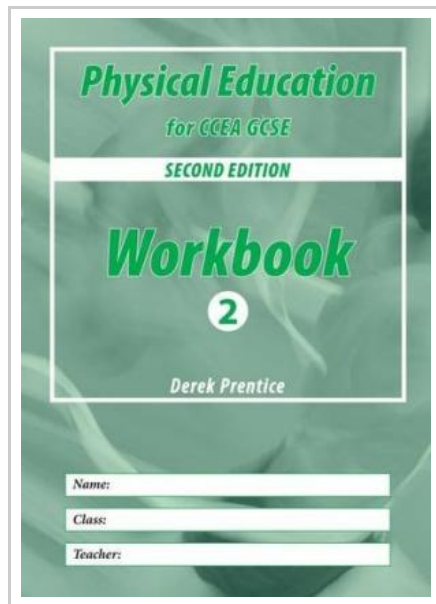 Physical Education
for CCEA GCSE
SECOND EDITION
Workbook
2
Derek Prentice
Name:
Class:
Teacher: